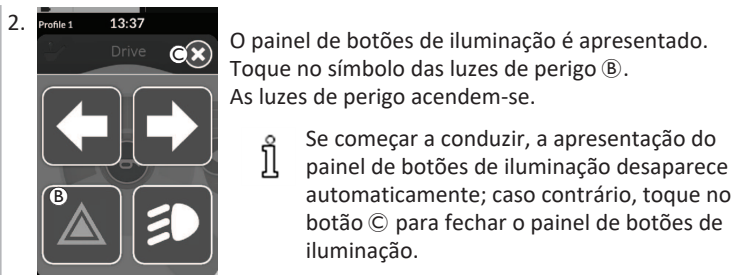 2.
Profile 1 13:37
Drive Ⓒ
Ⓑ
O painel de botões de iluminação é apresentado.
Toque no símbolo das luzes de perigo Ⓑ.
As luzes de perigo acendem-se.
Se começar a conduzir, a apresentação do
painel de botões de iluminação desaparece
automaticamente; caso contrário, toque no
botão Ⓒ para fechar o painel de botões de
iluminação.